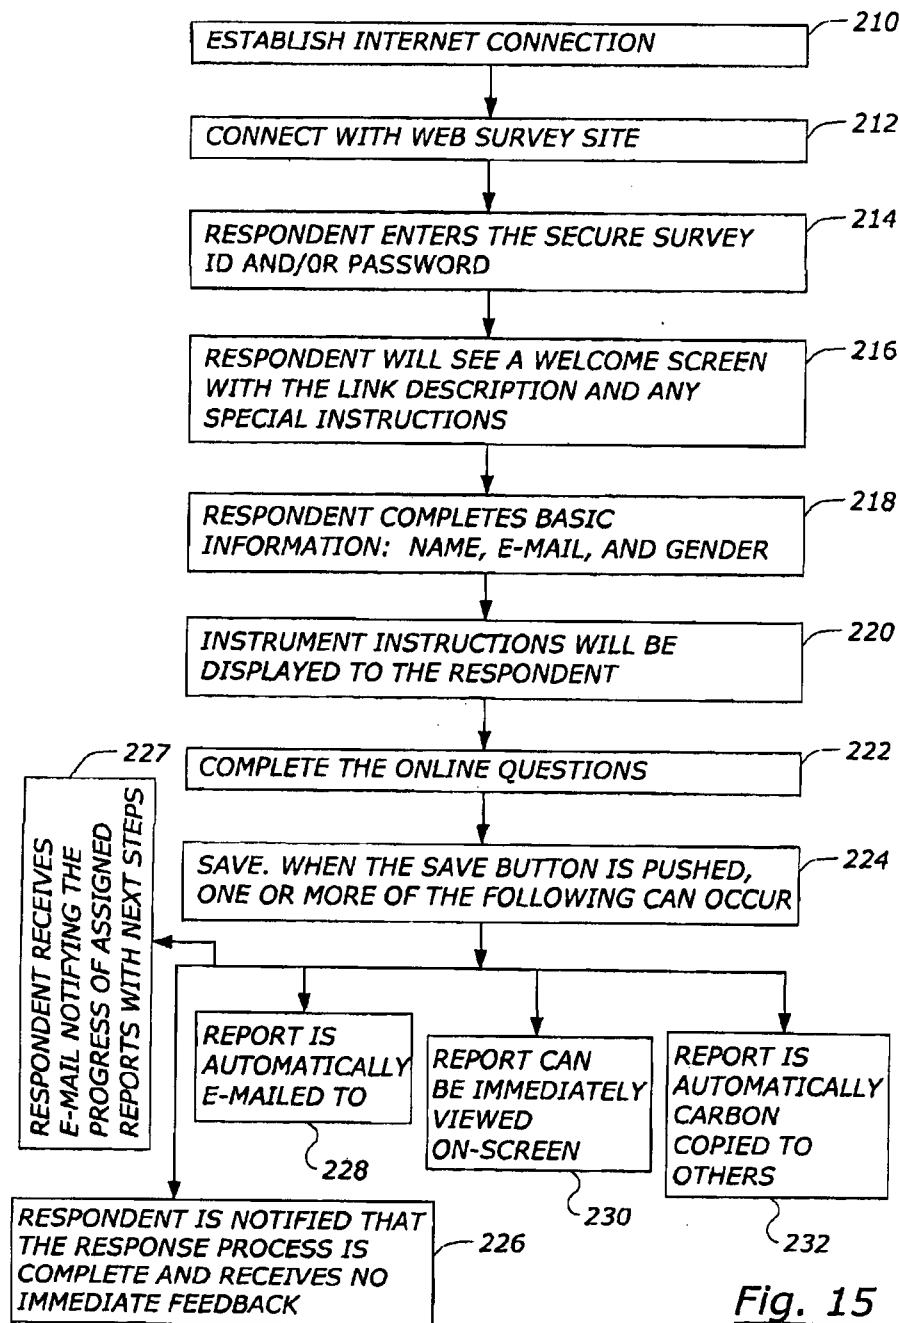 ESTABLISH INTERNET CONNECTION
210
CONNECT WITH WEB SURVEY SITE
212
RESPONDENT ENTERS THE SECURE SURVEY
ID AND/OR PASSWORD
214
RESPONDENT WILL SEE A WELCOME SCREEN
WITH THE LINK DESCRIPTION AND ANY
SPECIAL INSTRUCTIONS
216
RESPONDENT COMPLETES BASIC
INFORMATION: NAME, E-MAIL, AND GENDER
218
INSTRUMENT INSTRUCTIONS WILL BE
DISPLAYED TO THE RESPONDENT
220
COMPLETE THE ONLINE QUESTIONS
222
SAVE. WHEN THE SAVE BUTTON IS PUSHED,
ONE OR MORE OF THE FOLLOWING CAN OCCUR
224
227
RESPONDENT RECEIVES
E-MAIL NOTIFYING THE
PROGRESS OF ASSIGNED
REPORTS WITH NEXT STEPS
REPORT IS
AUTOMATICALLY
E-MAILED TO
228
REPORT CAN
BE IMMEDIATELY
VIEWED
ON-SCREEN
230
REPORT IS
AUTOMATICALLY
CARBON
COPIED TO
OTHERS
232
RESPONDENT IS NOTIFIED THAT
THE RESPONSE PROCESS IS
COMPLETE AND RECEIVES NO
IMMEDIATE FEEDBACK
226
Fig. 15